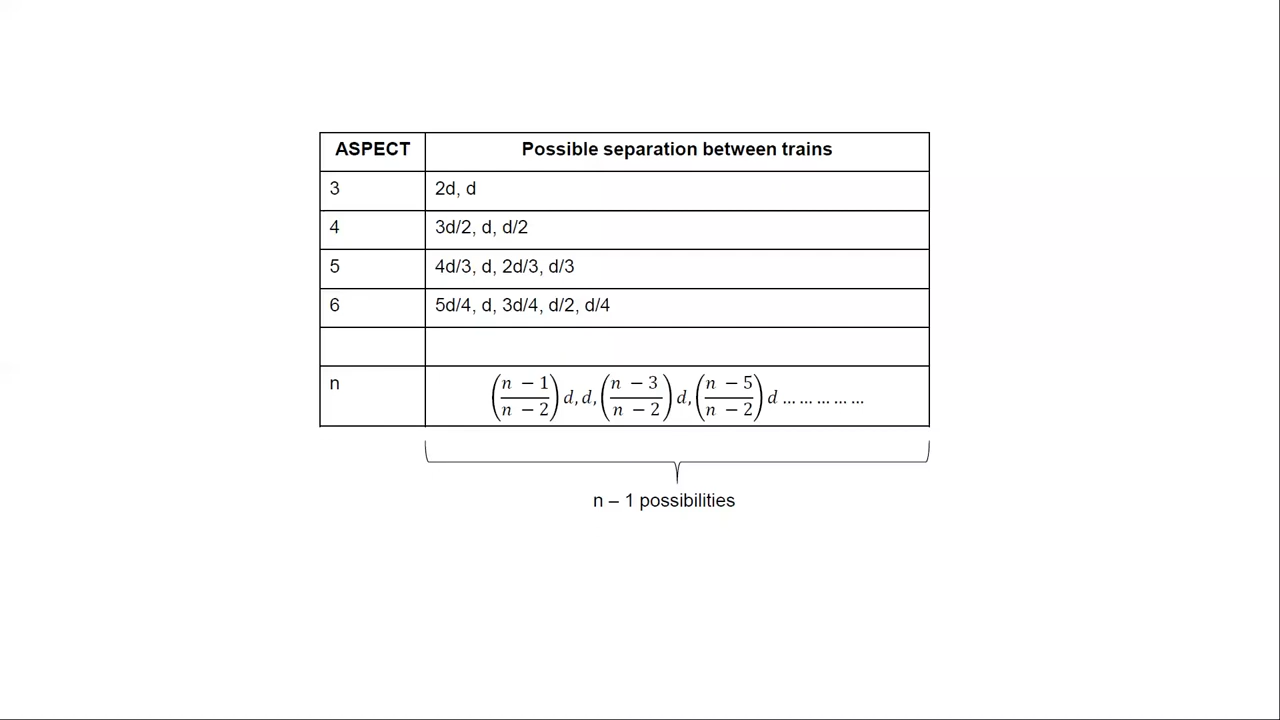 ASPECT Possible separation between trains
3 2d, d
4 3d/2, d, d/2
5 4d/3, d, 2d/3, d/3
6 5d/4, d, 3d/4, d/2, d/4
n (n − 1 / n − 2) d, d, (n − 3 / n − 2) d, (n − 5 / n − 2) d … … … … …
n – 1 possibilities